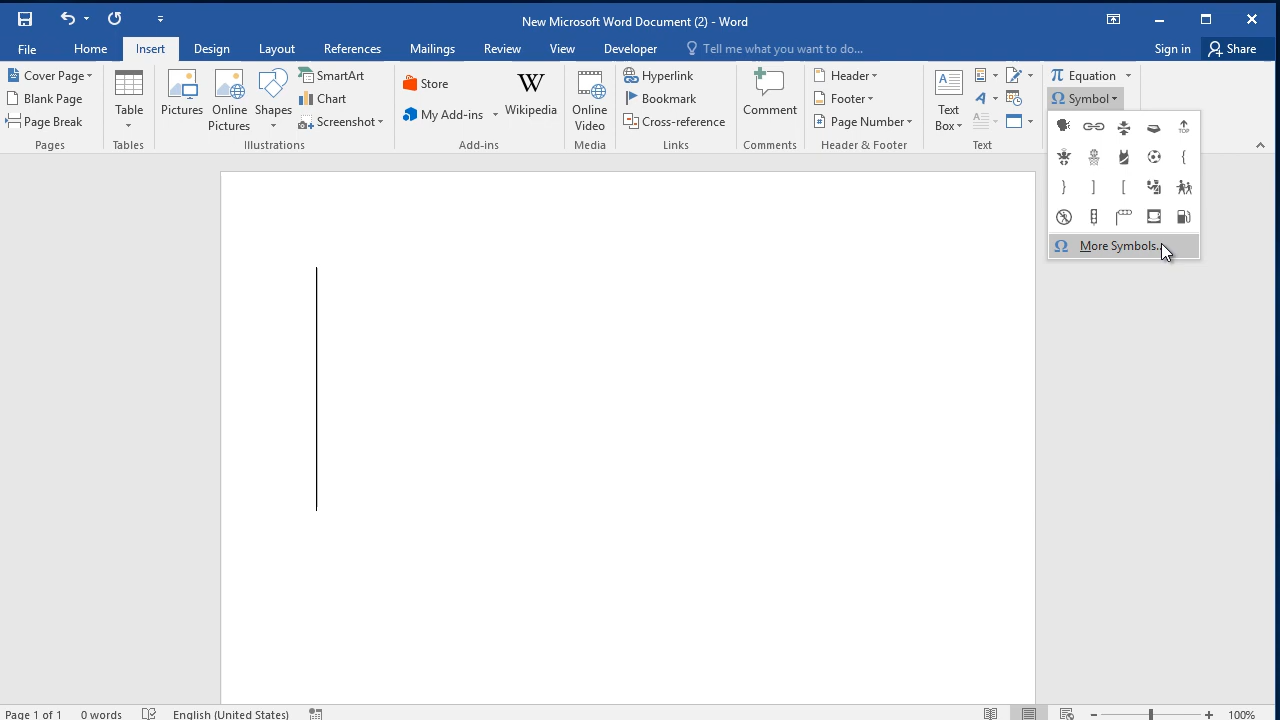 New Microsoft Word Document (2) - Word
File Home Insert Design Layout References Mailings Review View Developer Tell me what you want to do... Sign in Share
Cover Page
Blank Page
Page Break
Pages
Table
Tables
Pictures
Online Pictures
Shapes
SmartArt
Chart
Screenshot
Illustrations
Store
My Add-ins
W
Wikipedia
Add-ins
Online Video
Media
Hyperlink
Bookmark
Cross-reference
Links
Comment
Comments
Header
Footer
Page Number
Header & Footer
Text Box
Text
π Equation
Ω Symbol
TOP
{
} ] [
Ω More Symbols...
Page 1 of 1 0 words English (United States) 100%